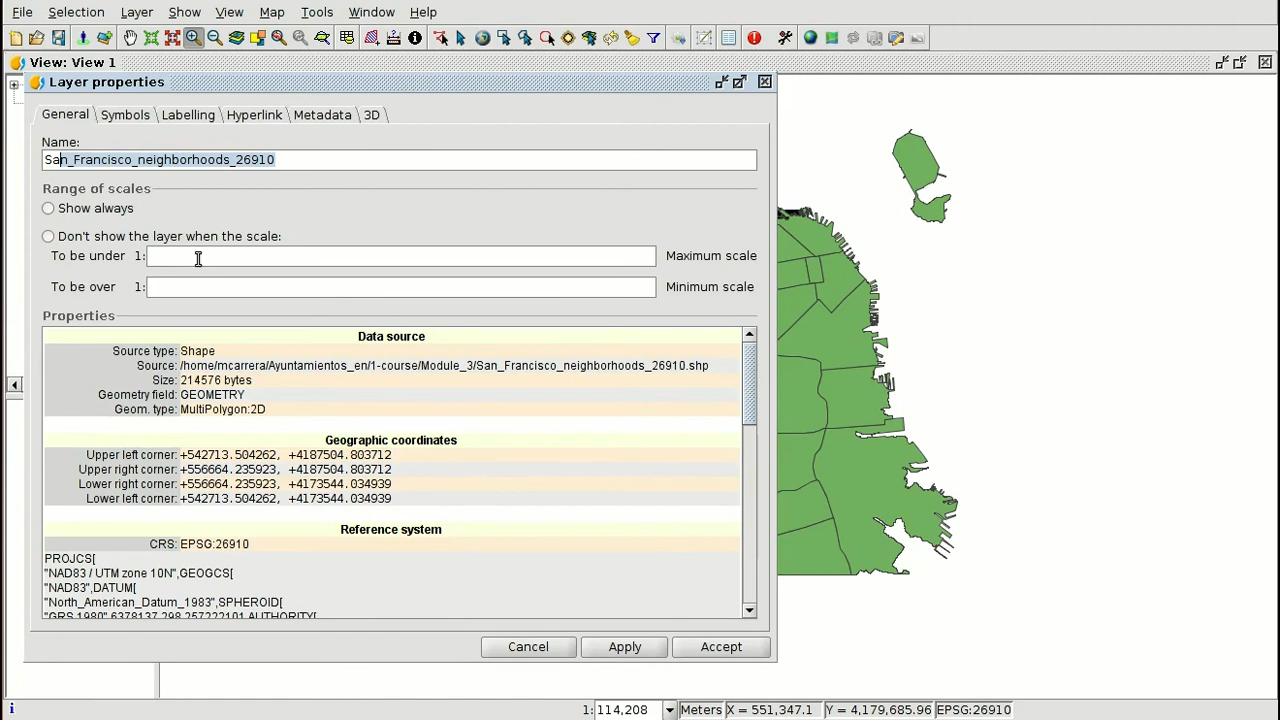 File Selection Layer Show View Map Tools Window Help
View: View 1
Layer properties
General Symbols Labelling Hyperlink Metadata 3D
Name:
San_Francisco_neighborhoods_26910
Range of scales
Show always
Don't show the layer when the scale:
To be under 1: Maximum scale
To be over 1: Minimum scale
Properties
Data source
Source type: Shape
Source: /home/mcarrera/Ayuntamientos_en/1-course/Module_3/San_Francisco_neighborhoods_26910.shp
Size: 214576 bytes
Geometry field: GEOMETRY
Geom. type: MultiPolygon:2D
Geographic coordinates
Upper left corner: +542713.504262, +4187504.803712
Upper right corner: +556664.235923, +4187504.803712
Lower right corner: +556664.235923, +4173544.034939
Lower left corner: +542713.504262, +4173544.034939
Reference system
CRS: EPSG:26910
PROJCS[
"NAD83 / UTM zone 10N",GEOGCS[
"NAD83",DATUM[
"North_American_Datum_1983",SPHEROID[
"GRS 1980",6378137,298.257222101,AUTHORITY[
Cancel Apply Accept
1: 114,208 Meters X = 551,347.1 Y = 4,179,685.96 EPSG:26910